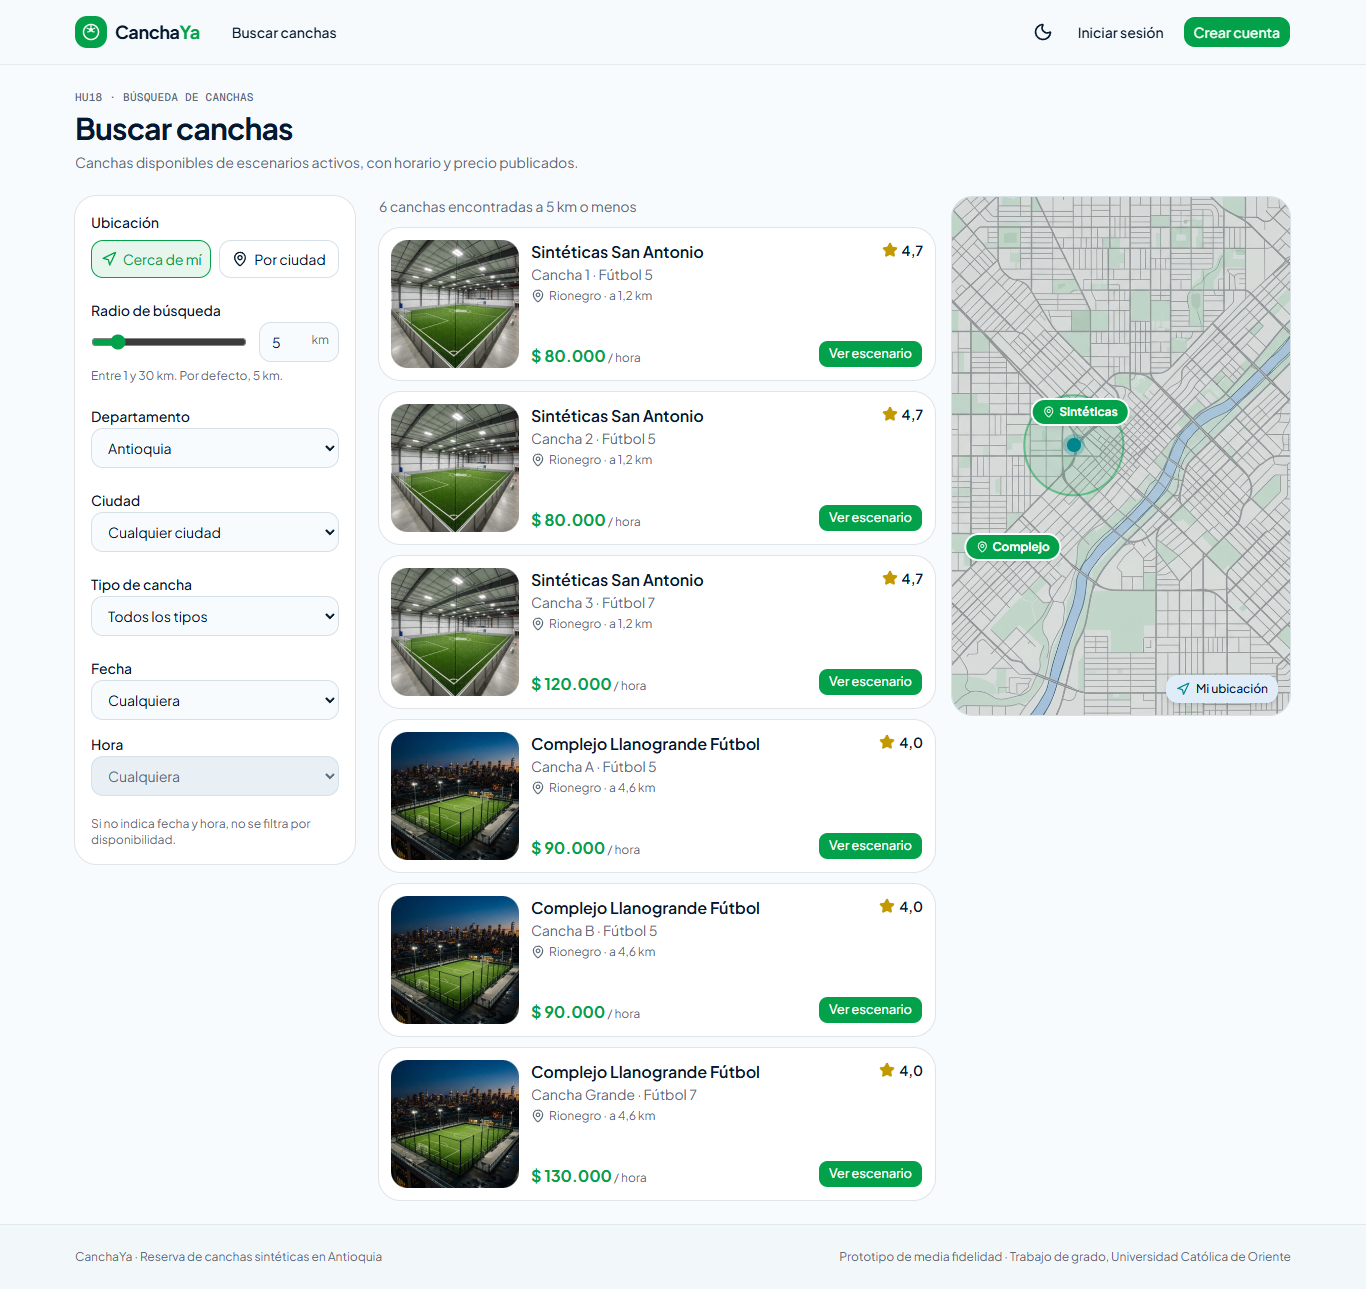 CanchaYa
Buscar canchas
Iniciar sesión
Crear cuenta
HU18 · BÚSQUEDA DE CANCHAS
Buscar canchas
Canchas disponibles de escenarios activos, con horario y precio publicados.
Ubicación
Cerca de mí
Por ciudad
Radio de búsqueda
5 km
Entre 1 y 30 km. Por defecto, 5 km.
Departamento
Antioquia
Ciudad
Cualquier ciudad
Tipo de cancha
Todos los tipos
Fecha
Cualquiera
Hora
Cualquiera
Si no indica fecha y hora, no se filtra por
disponibilidad.
6 canchas encontradas a 5 km o menos
Sintéticas San Antonio
4,7
Cancha 1 · Fútbol 5
Rionegro · a 1,2 km
$ 80.000 / hora
Ver escenario
Sintéticas San Antonio
4,7
Cancha 2 · Fútbol 5
Rionegro · a 1,2 km
$ 80.000 / hora
Ver escenario
Sintéticas San Antonio
4,7
Cancha 3 · Fútbol 7
Rionegro · a 1,2 km
$ 120.000 / hora
Ver escenario
Complejo Llanogrande Fútbol
4,0
Cancha A · Fútbol 5
Rionegro · a 4,6 km
$ 90.000 / hora
Ver escenario
Complejo Llanogrande Fútbol
4,0
Cancha B · Fútbol 5
Rionegro · a 4,6 km
$ 90.000 / hora
Ver escenario
Complejo Llanogrande Fútbol
4,0
Cancha Grande · Fútbol 7
Rionegro · a 4,6 km
$ 130.000 / hora
Ver escenario
Sintéticas
Complejo
Mi ubicación
CanchaYa · Reserva de canchas sintéticas en Antioquia
Prototipo de media fidelidad · Trabajo de grado, Universidad Católica de Oriente